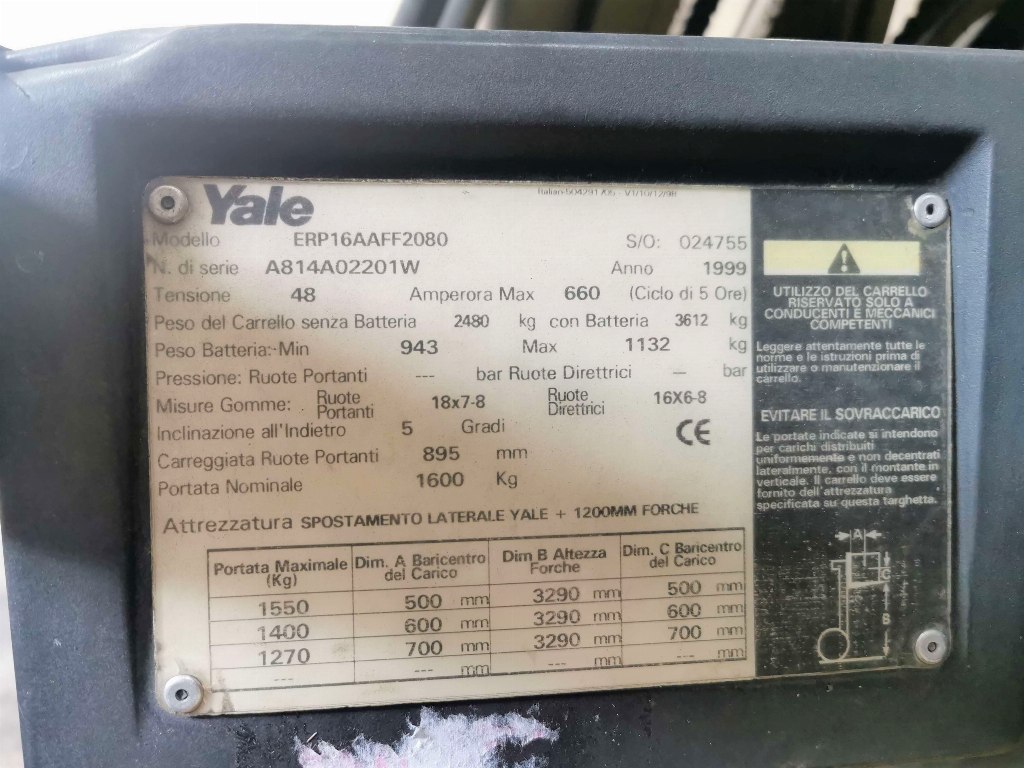 Italian-504291705 - V1/10/12/98
Yale
Modello ERP16AAFF2080 S/O: 024755
N. di serie A814A02201W Anno 1999
Tensione 48 Amperora Max 660 (Ciclo di 5 Ore)
Peso del Carrello senza Batteria 2480 kg con Batteria 3612 kg
Peso Batteria:-Min 943 Max 1132 kg
Pressione: Ruote Portanti --- bar Ruote Direttrici — bar
Misure Gomme: Ruote Portanti 18x7-8 Ruote Direttrici 16X6-8
Inclinazione all'Indietro 5 Gradi
CE
Carreggiata Ruote Portanti 895 mm
Portata Nominale 1600 Kg
Attrezzatura SPOSTAMENTO LATERALE YALE + 1200MM FORCHE
Portata Maximale (Kg) Dim. A Baricentro del Carico Dim B Altezza Forche Dim. C Baricentro del Carico
1550 500 mm 3290 mm 500 mm
1400 600 mm 3290 mm 600 mm
1270 700 mm 3290 mm 700 mm
--- --- mm --- mm --- mm
UTILIZZO DEL CARRELLO
RISERVATO SOLO A
CONDUCENTI E MECCANICI
COMPETENTI
Leggere attentamente tutte le
norme e le istruzioni prima di
utilizzare o manutenzionare il
carrello.
EVITARE IL SOVRACCARICO
Le portate indicate si intendono
per carichi distribuiti
uniformemente e non decentrati
lateralmente, con il montante in
verticale. Il carrello deve essere
fornito dell'attrezzatura
specificata su questa targhetta.
A
C
B